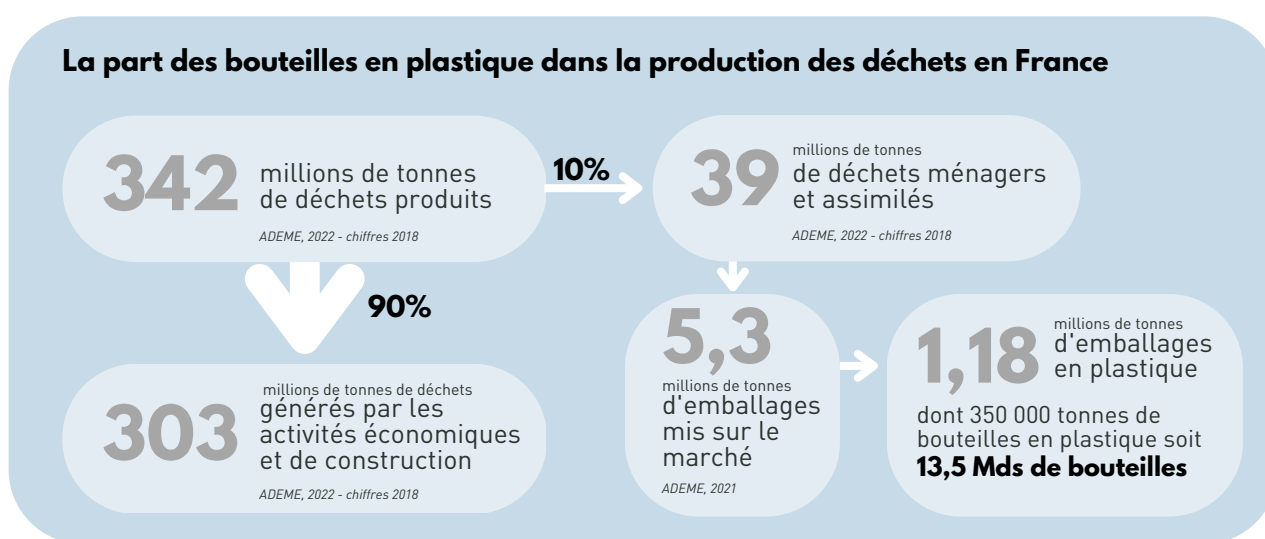 La part des bouteilles en plastique dans la production des déchets en France
342
millions de tonnes
de déchets produits
ADEME, 2022 - chiffres 2018
10%
39
millions de tonnes
de déchets ménagers
et assimilés
ADEME, 2022 - chiffres 2018
90%
303
millions de tonnes de déchets
générés par les
activités économiques
et de construction
ADEME, 2022 - chiffres 2018
5,3
millions de tonnes
d'emballages
mis sur le
marché
ADEME, 2021
1,18
millions de tonnes
d'emballages
en plastique
dont 350 000 tonnes de
bouteilles en plastique soit
13,5 Mds de bouteilles